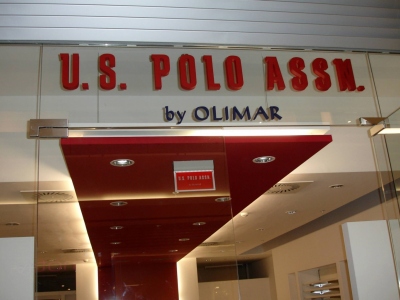 U.S. POLO ASSN.
by OLIMAR
U.S. POLO ASSN